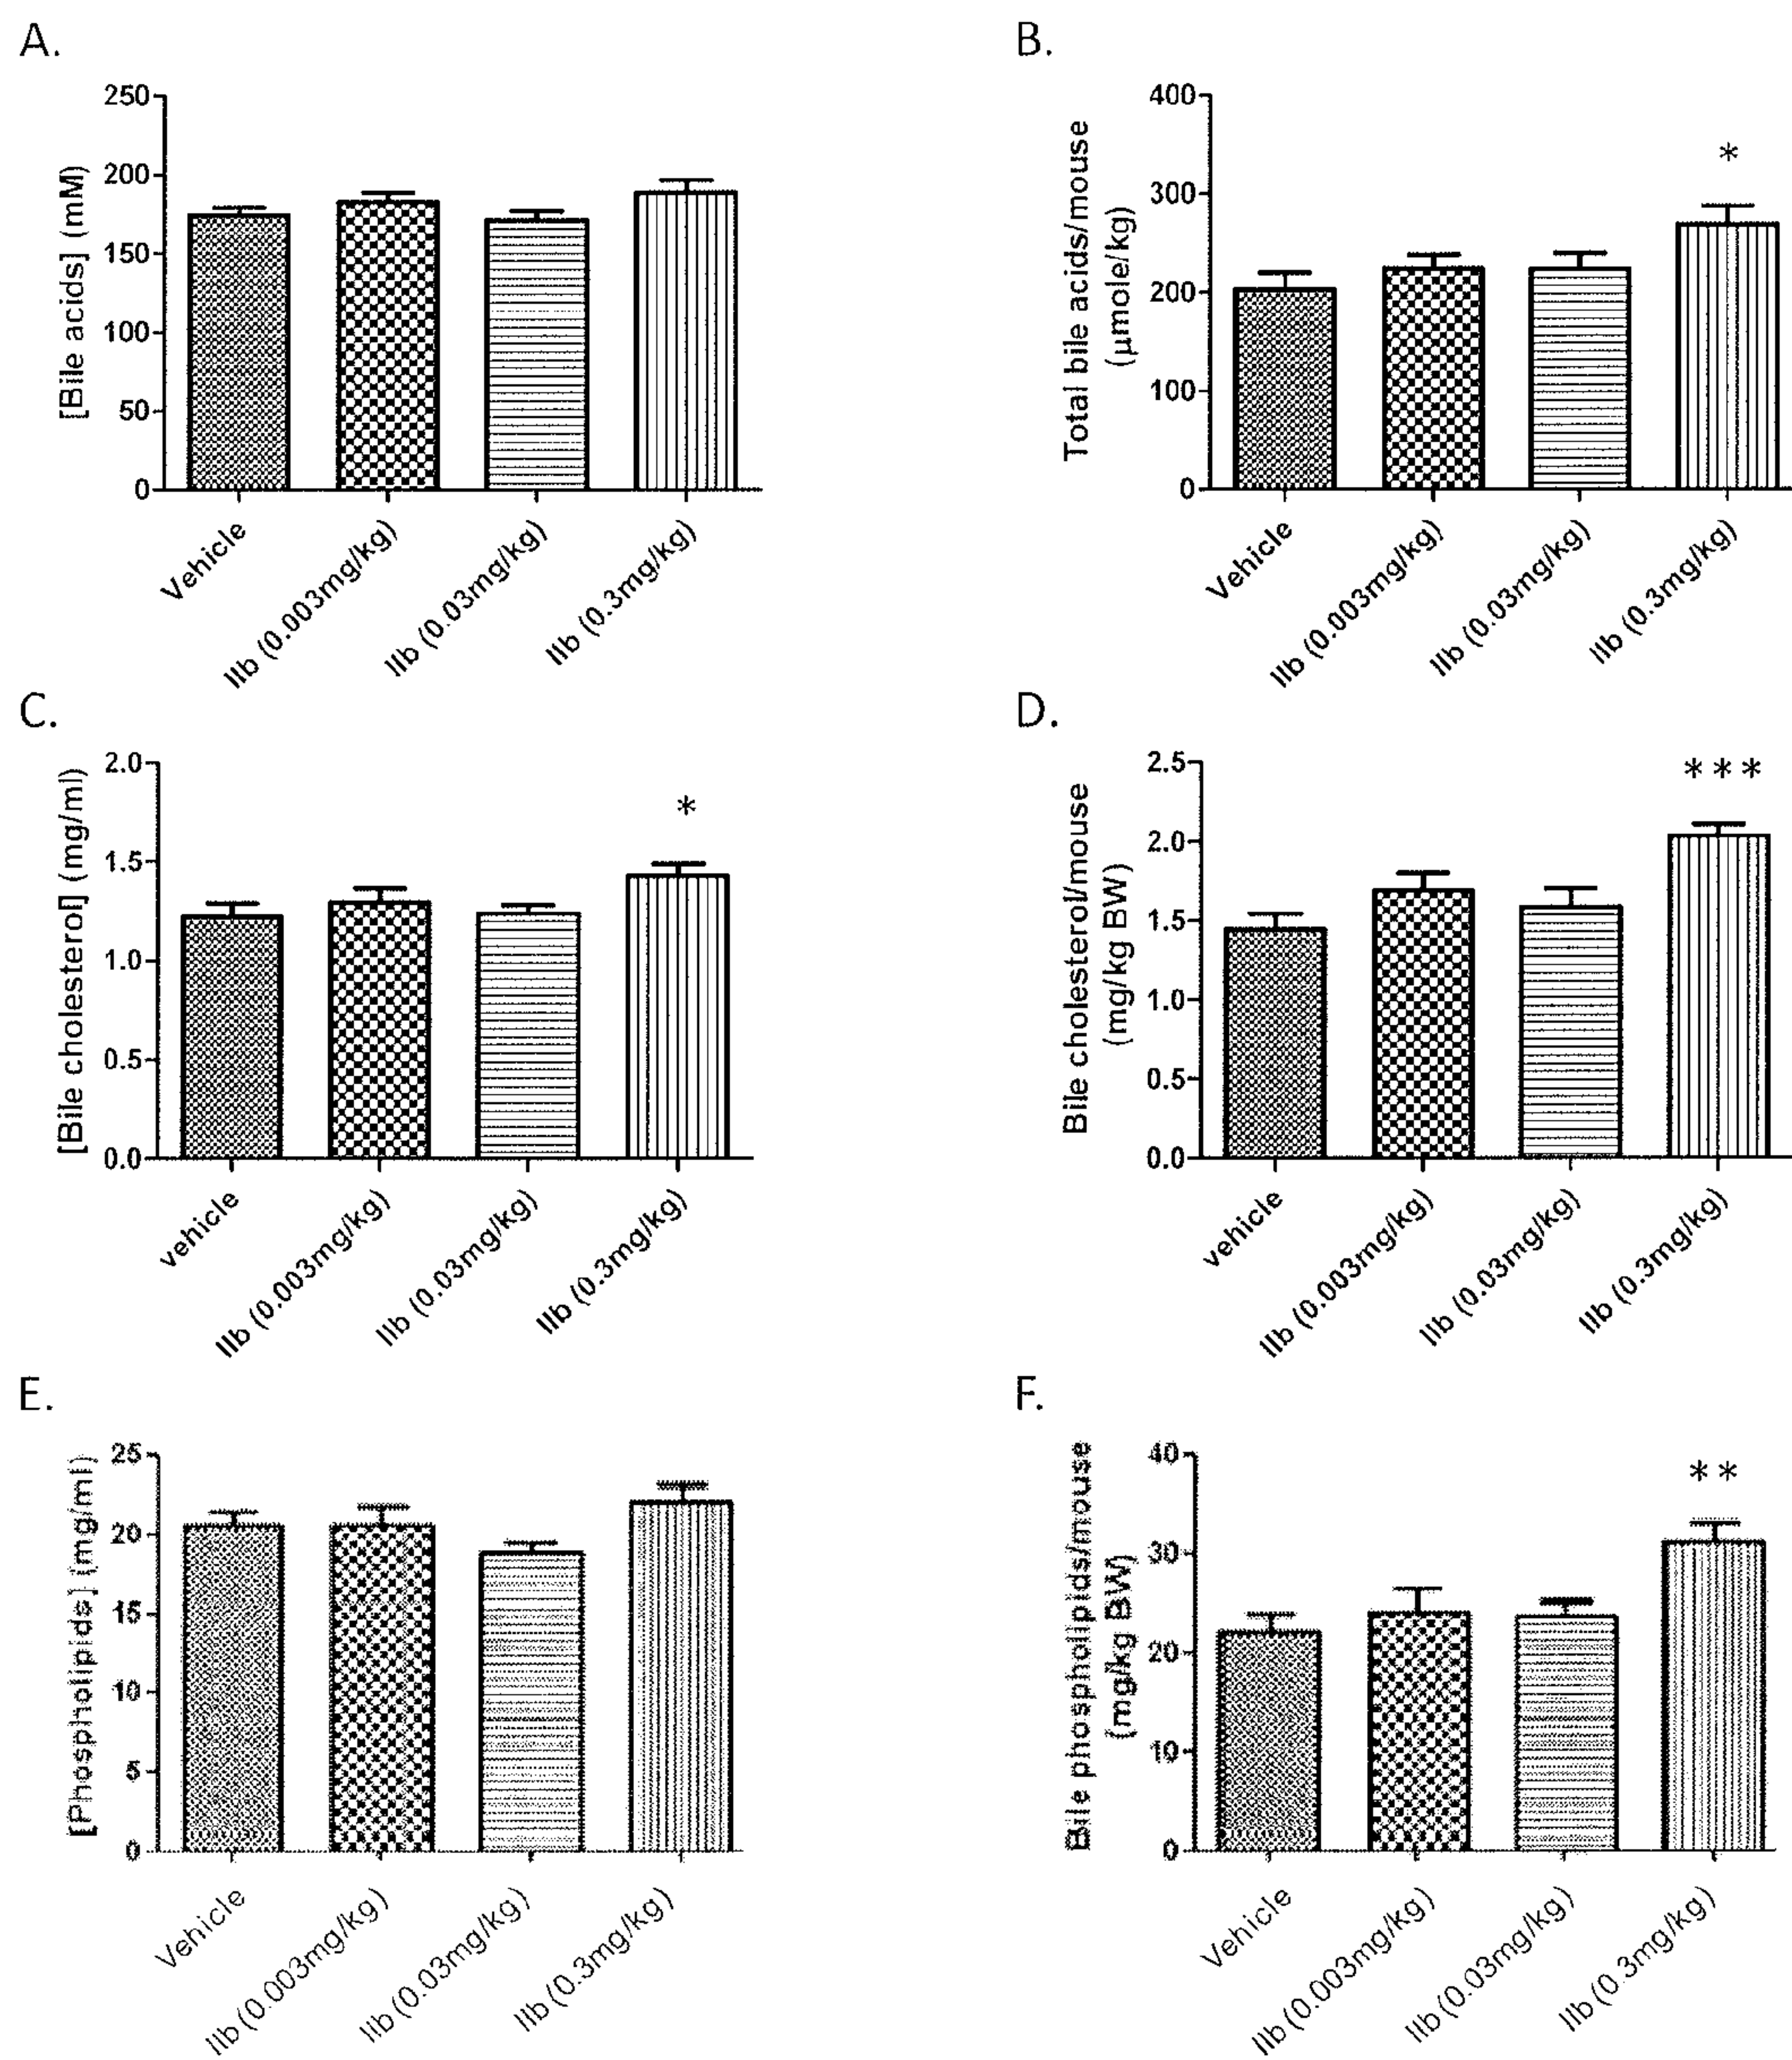 A.
[Bile acids] (mM)
250
200
150
100
50
0
Vehicle
IIb (0.003mg/kg)
IIb (0.03mg/kg)
IIb (0.3mg/kg)
B.
Total bile acids/mouse
(μmole/kg)
400
300
200
100
0
*
Vehicle
IIb (0.003mg/kg)
IIb (0.03mg/kg)
IIb (0.3mg/kg)
C.
[Bile cholesterol] (mg/ml)
2.0
1.5
1.0
0.5
0.0
*
vehicle
IIb (0.003mg/kg)
IIb (0.03mg/kg)
IIb (0.3mg/kg)
D.
Bile cholesterol/mouse
(mg/kg BW)
2.5
2.0
1.5
1.0
0.5
0.0
***
vehicle
IIb (0.003mg/kg)
IIb (0.03mg/kg)
IIb (0.3mg/kg)
E.
[Phospholipids] (mg/ml)
25
20
15
10
5
0
Vehicle
IIb (0.003mg/kg)
IIb (0.03mg/kg)
IIb (0.3mg/kg)
F.
Bile phospholipids/mouse
(mg/kg BW)
40
30
20
10
0
**
Vehicle
IIb (0.003mg/kg)
IIb (0.03mg/kg)
IIb (0.3mg/kg)